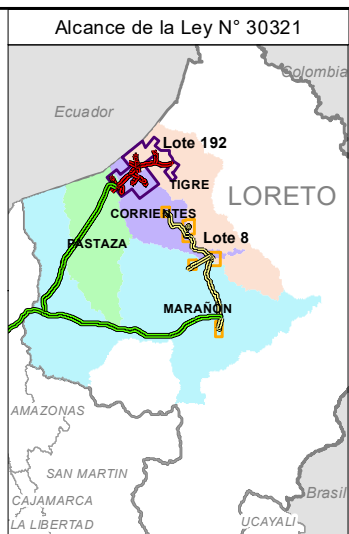 Alcance de la Ley N° 30321
Colombia
Ecuador
Lote 192
TIGRE
LORETO
CORRIENTES
Lote 8
PASTAZA
MARAÑON
AMAZONAS
SAN MARTIN
Brasil
CAJAMARCA
LA LIBERTAD
UCAYALI